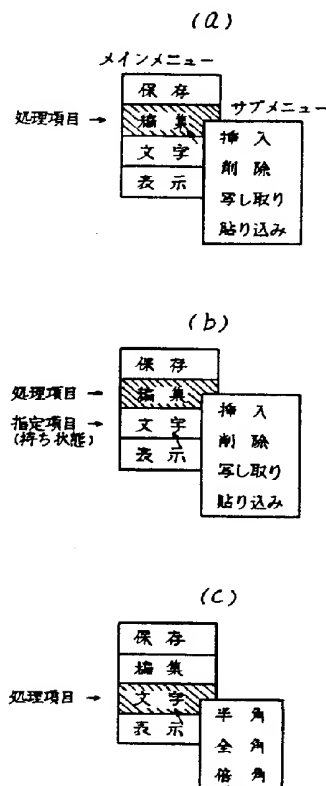 (a)
メインメニュー
保存
処理項目 → 編集 サブメニュー
文字 挿入
表示 削除
写し取り
貼り込み
(b)
保存
処理項目 → 編集
指定項目 → 文字 挿入
(待ち状態) 表示 削除
写し取り
貼り込み
(c)
保存
編集
処理項目 → 文字
表示 半角
全角
倍角